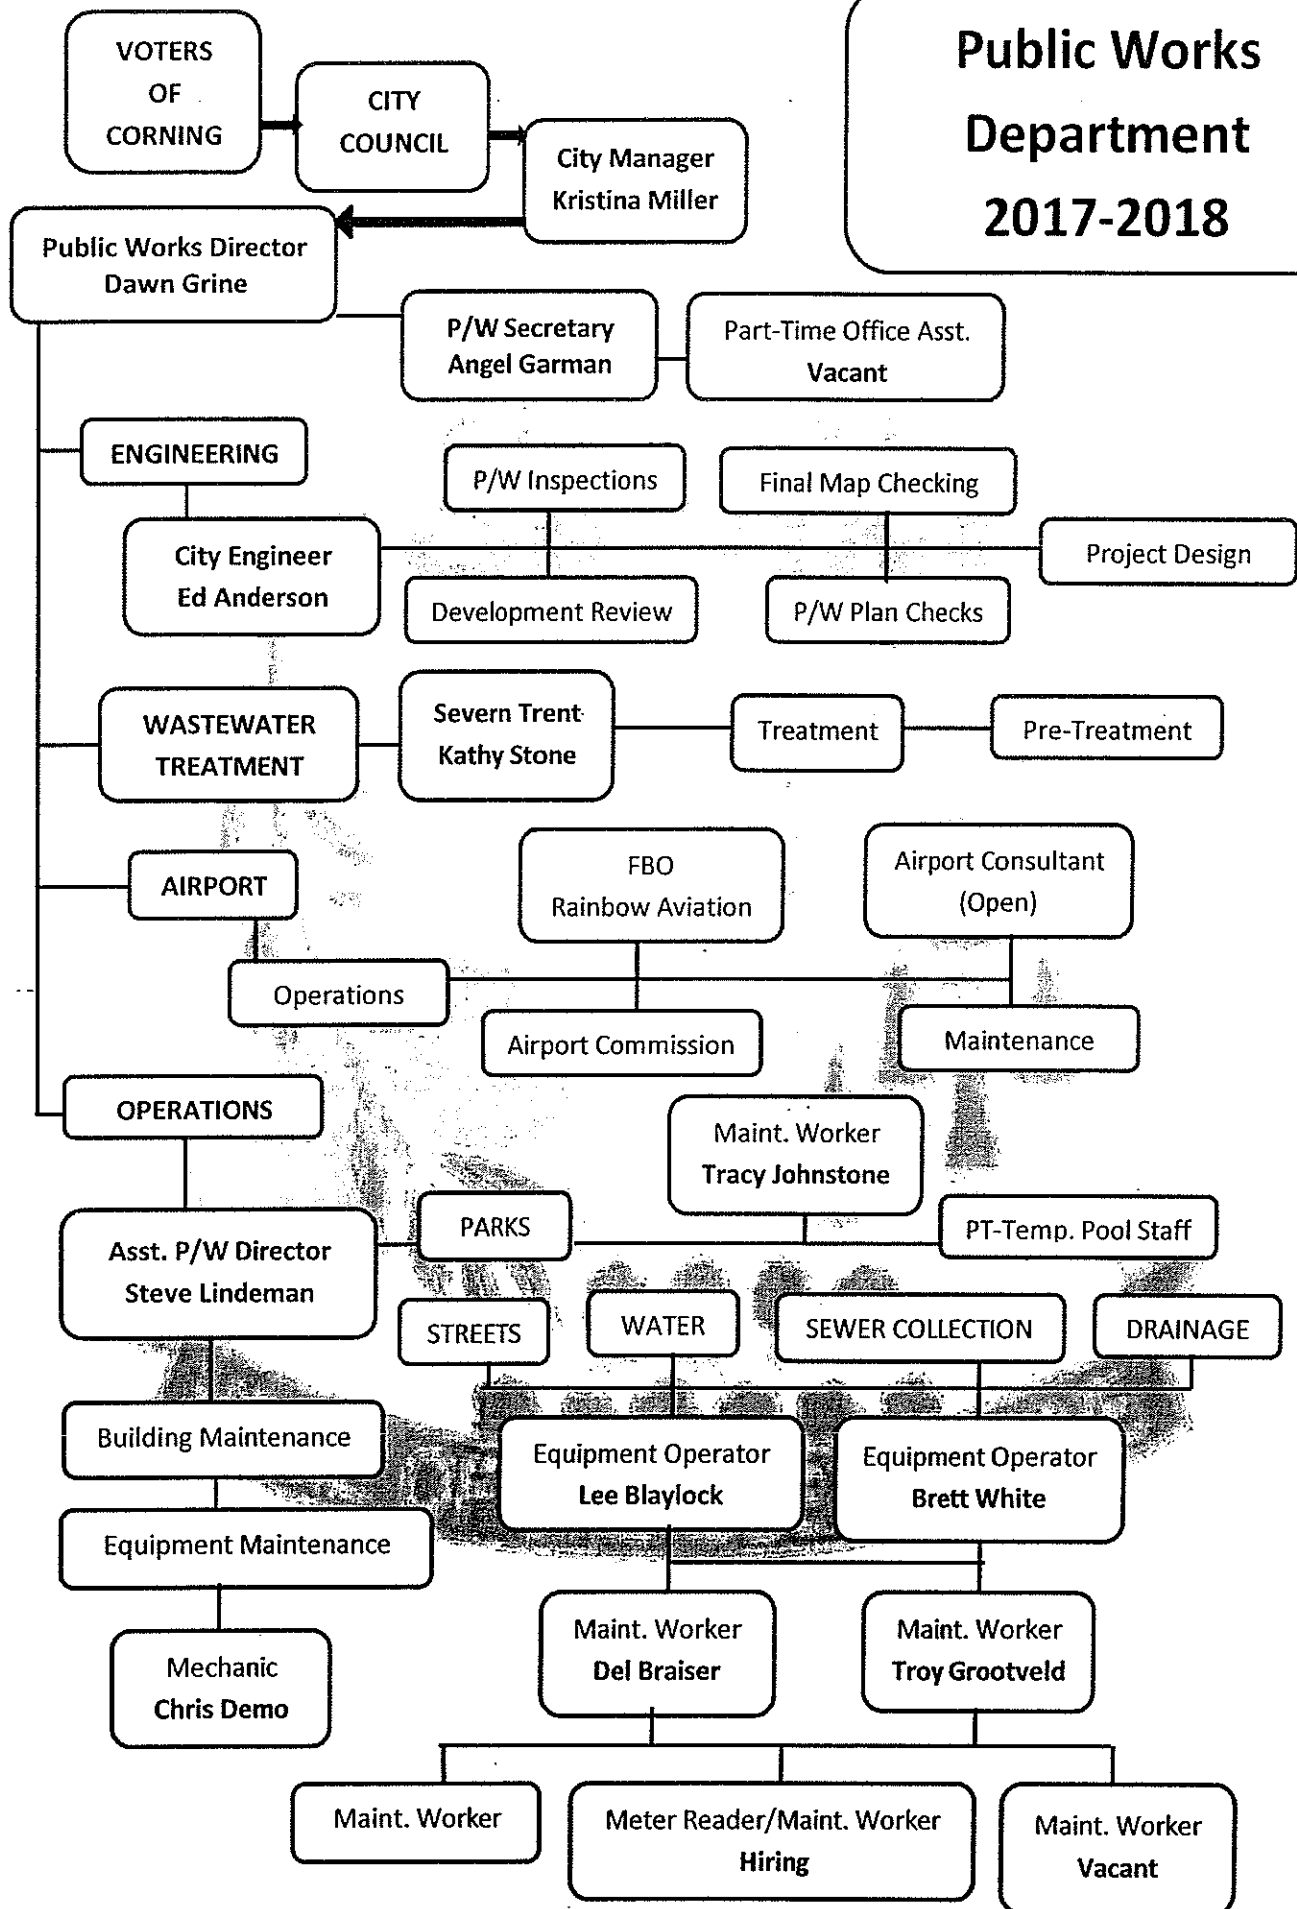 Public Works
Department
2017-2018
VOTERS
OF
CORNING
CITY
COUNCIL
City Manager
Kristina Miller
Public Works Director
Dawn Grine
P/W Secretary
Angel Garman
Part-Time Office Asst.
Vacant
ENGINEERING
P/W Inspections
Final Map Checking
City Engineer
Ed Anderson
Project Design
Development Review
P/W Plan Checks
WASTEWATER
TREATMENT
Severn Trent
Kathy Stone
Treatment
Pre-Treatment
AIRPORT
FBO
Rainbow Aviation
Airport Consultant
(Open)
Operations
Airport Commission
Maintenance
OPERATIONS
Maint. Worker
Tracy Johnstone
Asst. P/W Director
Steve Lindeman
PARKS
PT-Temp. Pool Staff
STREETS
WATER
SEWER COLLECTION
DRAINAGE
Building Maintenance
Equipment Operator
Lee Blaylock
Equipment Operator
Brett White
Equipment Maintenance
Maint. Worker
Del Braiser
Maint. Worker
Troy Grootveld
Mechanic
Chris Demo
Maint. Worker
Meter Reader/Maint. Worker
Hiring
Maint. Worker
Vacant